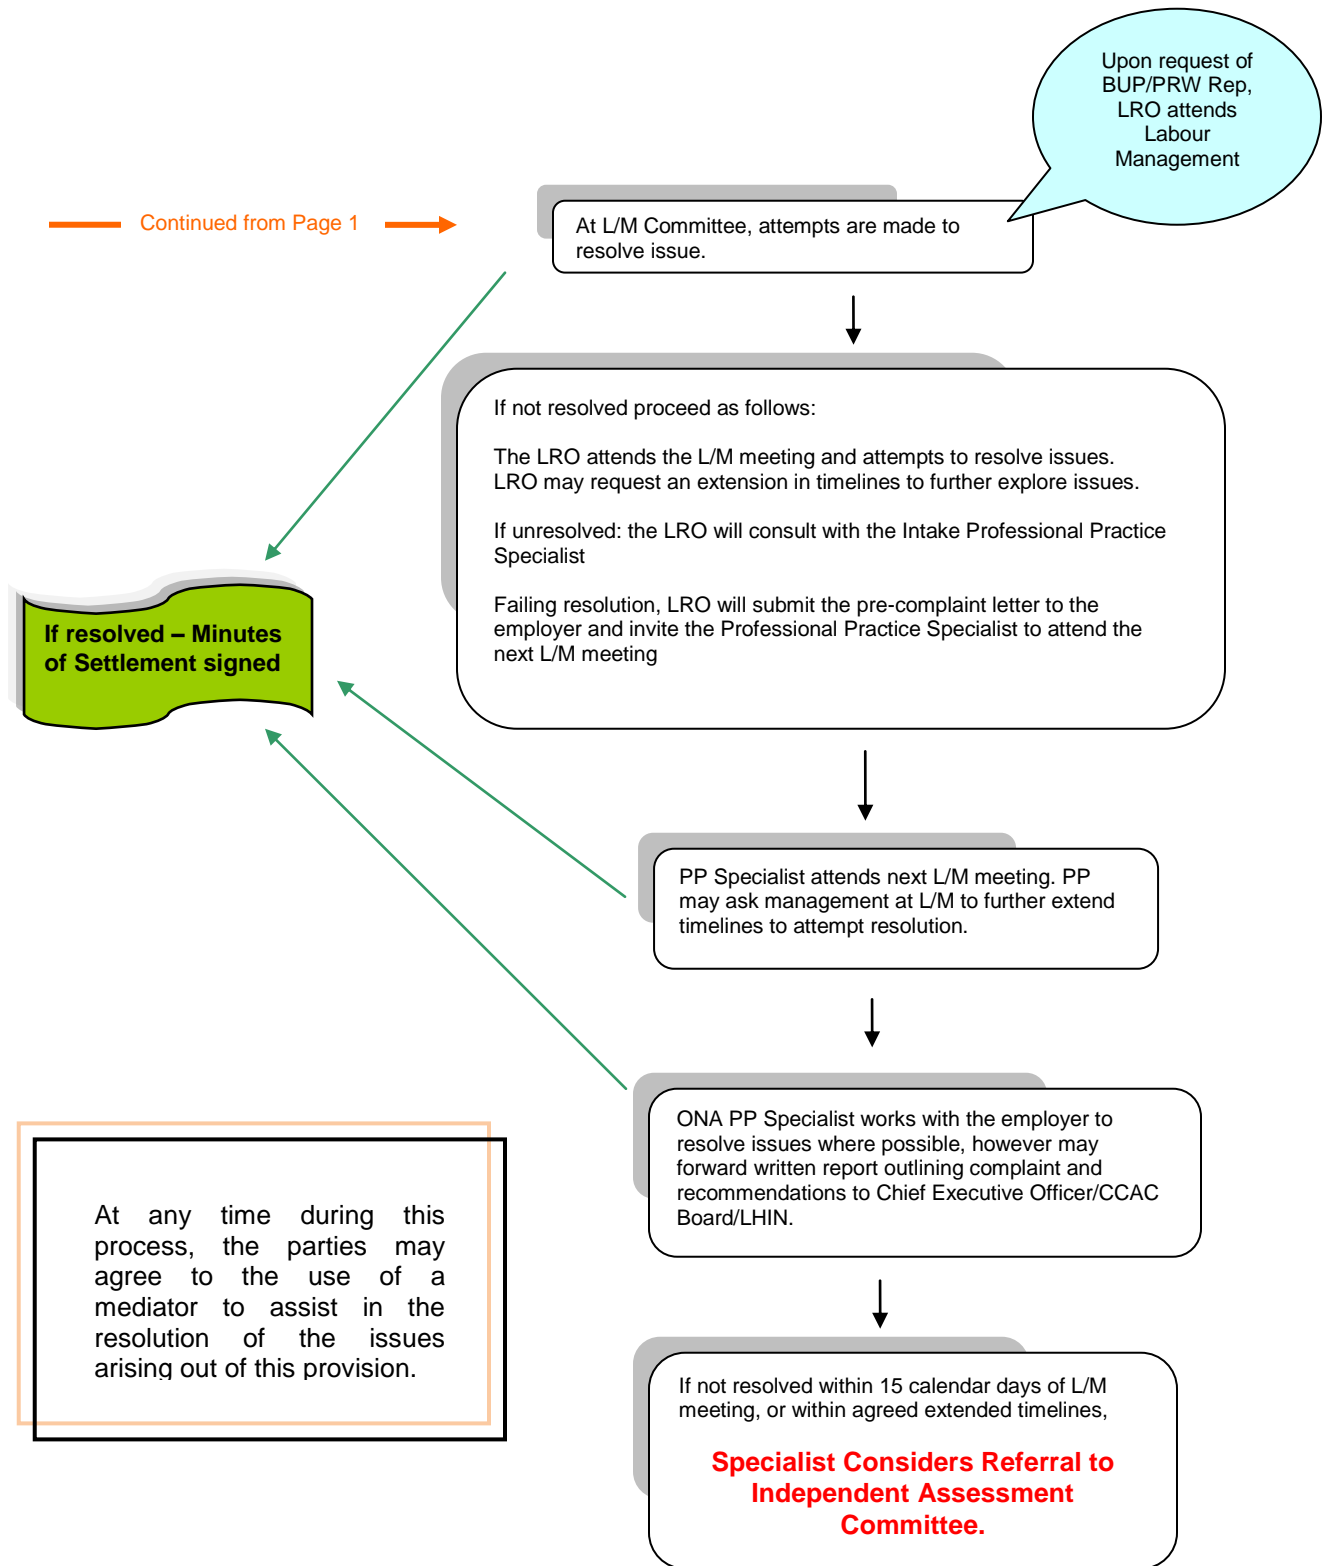 Upon request of
BUP/PRW Rep,
LRO attends
Labour
Management
Continued from Page 1
At L/M Committee, attempts are made to
resolve issue.
If not resolved proceed as follows:
The LRO attends the L/M meeting and attempts to resolve issues.
LRO may request an extension in timelines to further explore issues.
If unresolved: the LRO will consult with the Intake Professional Practice
Specialist
Failing resolution, LRO will submit the pre-complaint letter to the
employer and invite the Professional Practice Specialist to attend the
next L/M meeting
If resolved – Minutes
of Settlement signed
PP Specialist attends next L/M meeting. PP
may ask management at L/M to further extend
timelines to attempt resolution.
ONA PP Specialist works with the employer to
resolve issues where possible, however may
forward written report outlining complaint and
recommendations to Chief Executive Officer/CCAC
Board/LHIN.
At any time during this
process, the parties may
agree to the use of a
mediator to assist in the
resolution of the issues
arising out of this provision.
If not resolved within 15 calendar days of L/M
meeting, or within agreed extended timelines,
Specialist Considers Referral to
Independent Assessment
Committee.